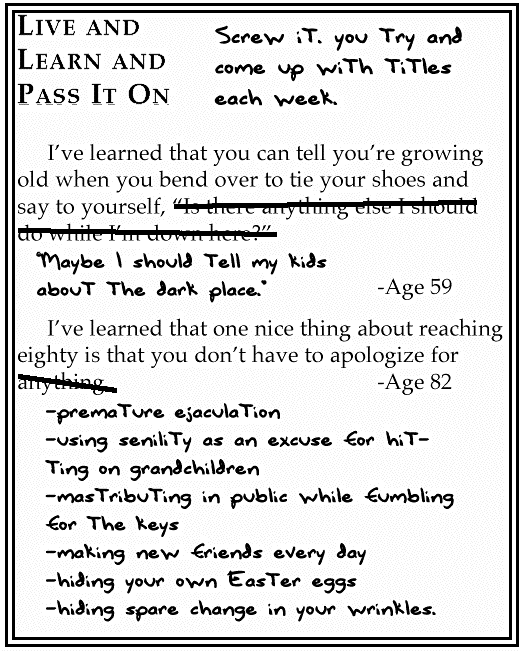 LIVE AND
LEARN AND
PASS IT ON
Screw iT. you Try and
come up wiTh TiTles
each week.
I've learned that you can tell you're growing
old when you bend over to tie your shoes and
say to yourself, "Is there anything else I should
do while I'm down here?"
"Maybe I should Tell my kids
abouT The dark place."
-Age 59
I've learned that one nice thing about reaching
eighty is that you don't have to apologize for
anything. -Age 82
-premaTure ejaculaTion
-using seniliTy as an excuse for hiT-
Ting on grandchildren
-masTribuTing in public while fumbling
for The keys
-making new friends every day
-hiding your own EasTer eggs
-hiding spare change in your wrinkles.